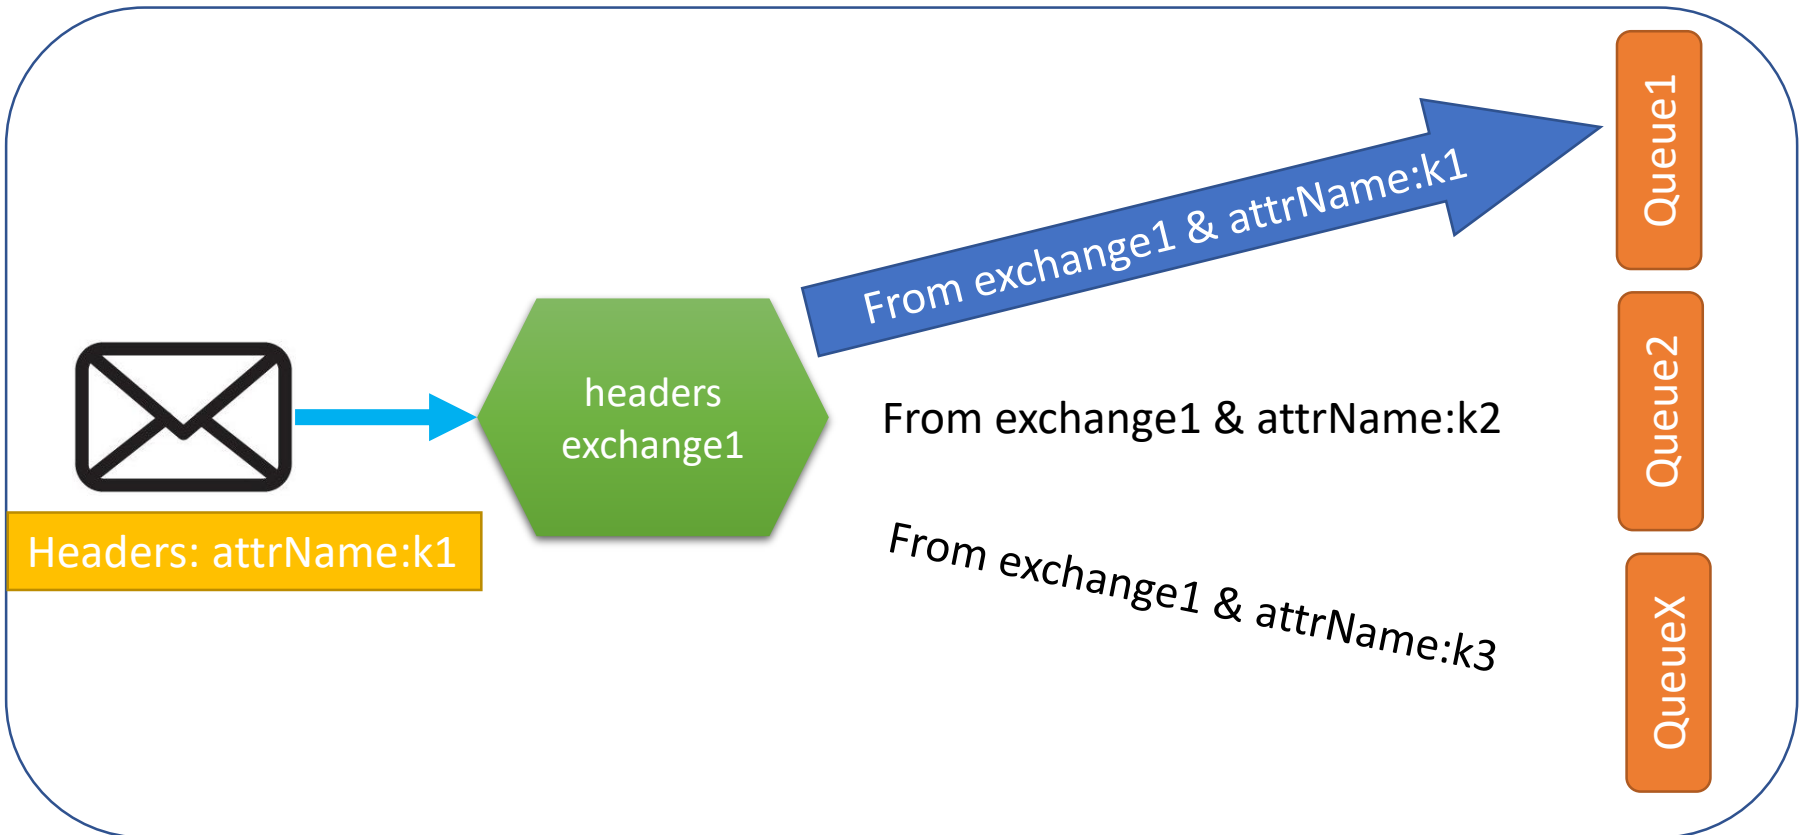 Headers: attrName:k1
headers
exchange1
From exchange1 & attrName:k1
From exchange1 & attrName:k2
From exchange1 & attrName:k3
Queue1
Queue2
QueueX